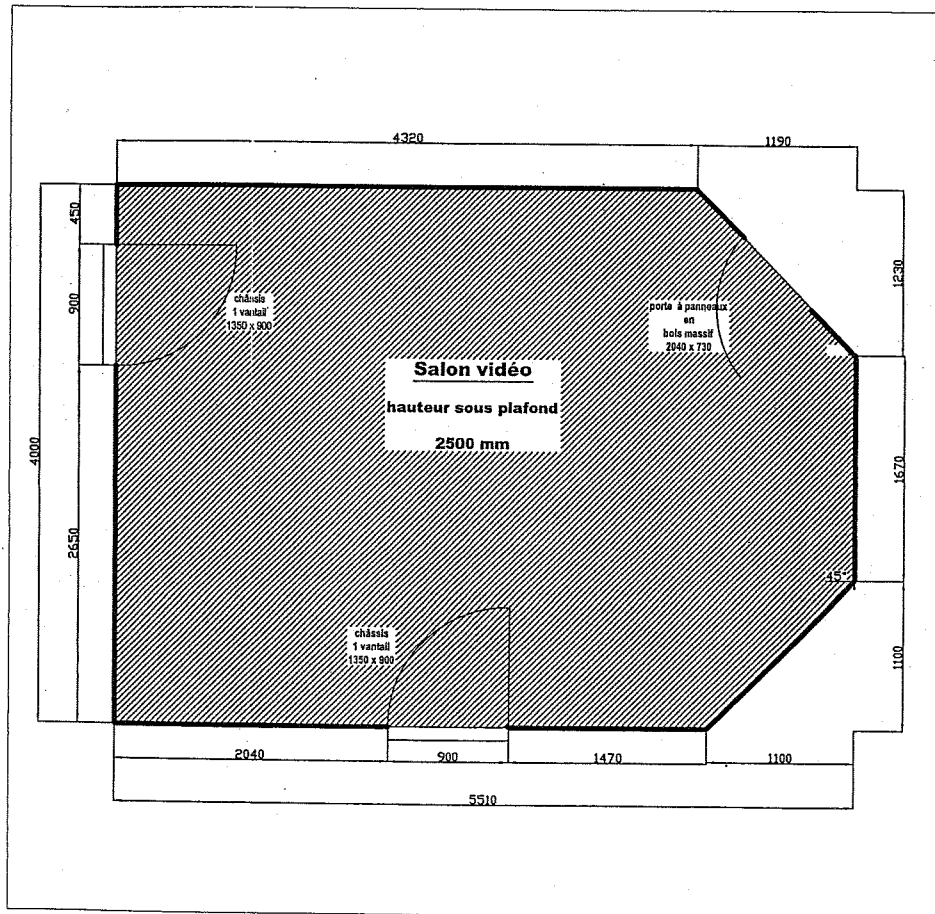 4320
1190
450
900
2650
4000
châssis
1 vantail
1350 x 900
porte à panneaux
en
bois massif
2040 x 730
1230
Salon vidéo
hauteur sous plafond
2500 mm
1670
45°
châssis
1 vantail
1350 x 900
1100
2040
900
1470
1100
5510